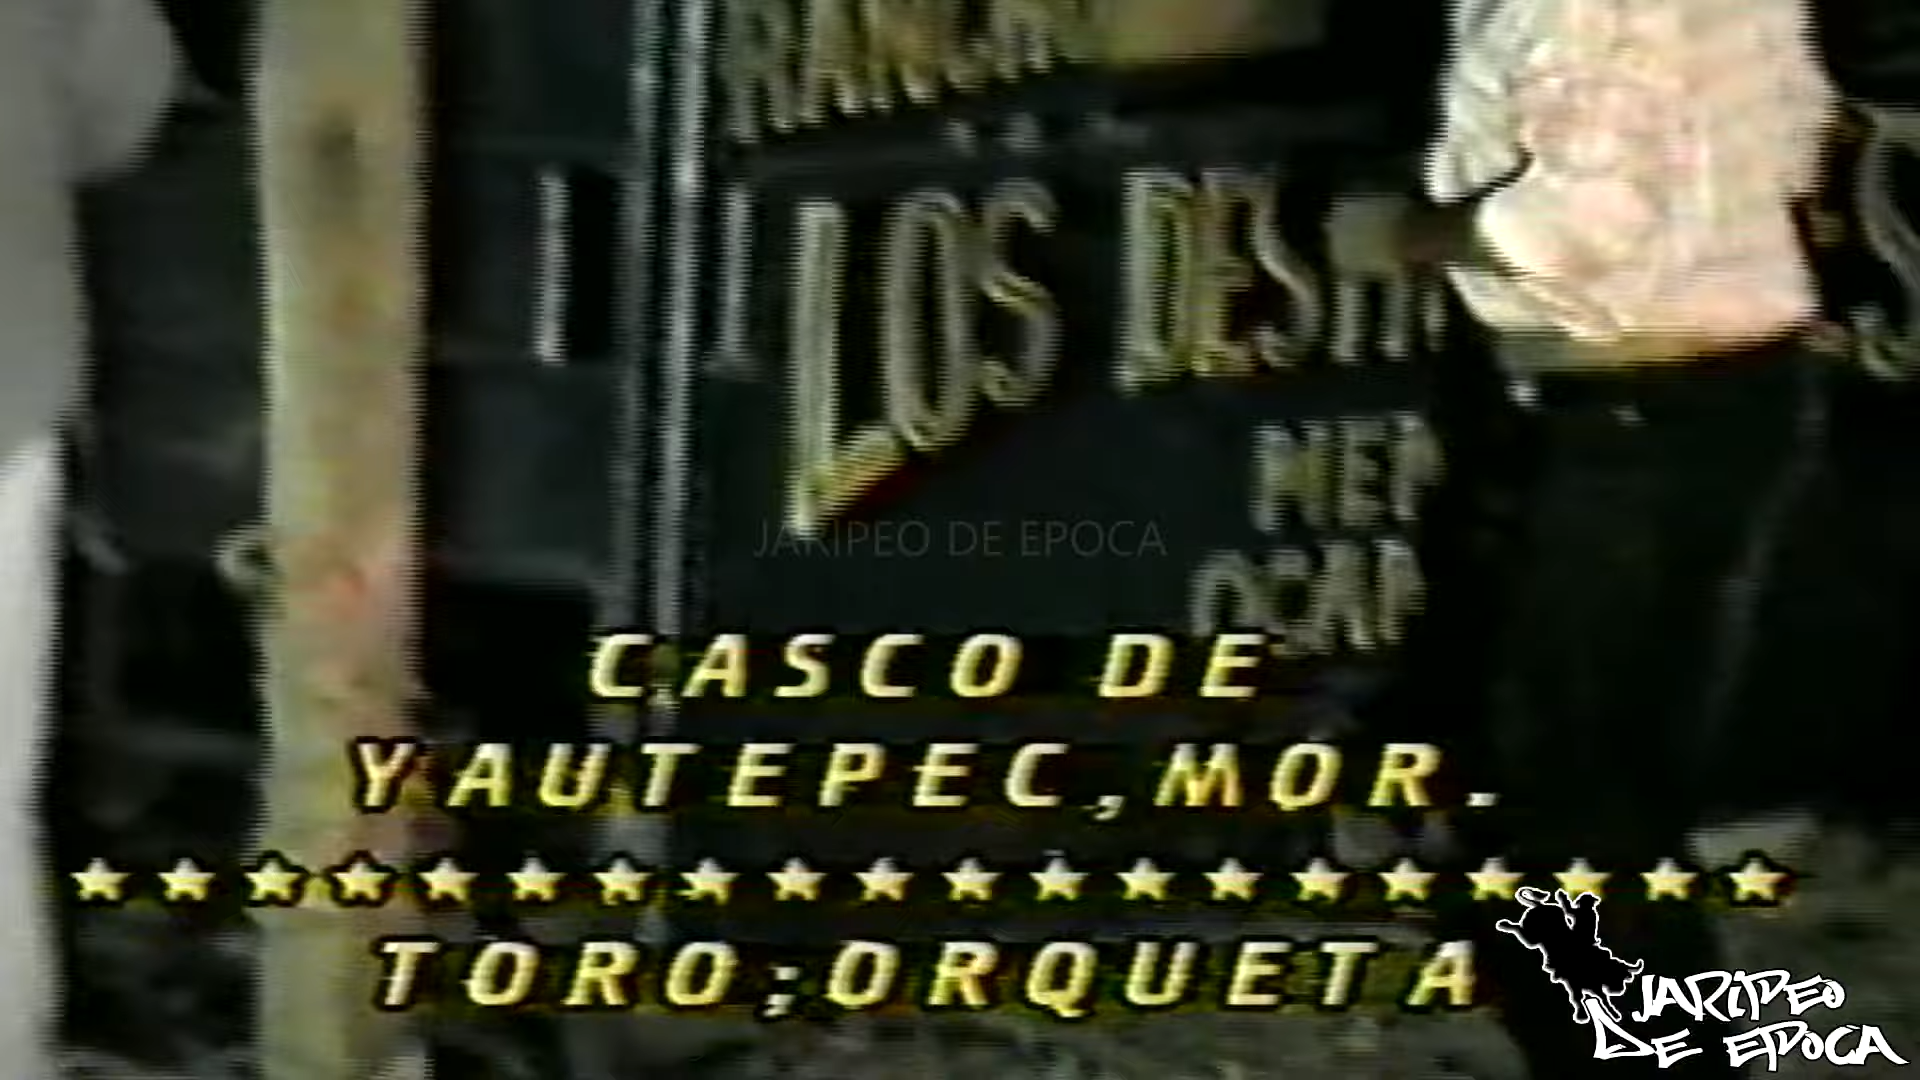 LOS
JARIPEO DE EPOCA
CASCO DE
YAUTEPEC,MOR.
TORO;ORQUETA
JARIPEO
DE EPOCA